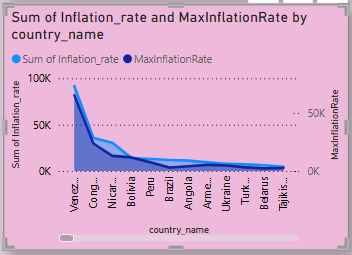 Sum of Inflation_rate and MaxInflationRate by
country_name
Sum of Inflation_rate
MaxInflationRate
100K
50K
0K
Sum of Inflation_rate
50K
0K
MaxInflationRate
Venez...
Cong...
Nicar...
Bolivia
Peru
Brazil
Angola
Arme...
Ukraine
Turk...
Belarus
Tajikis...
country_name